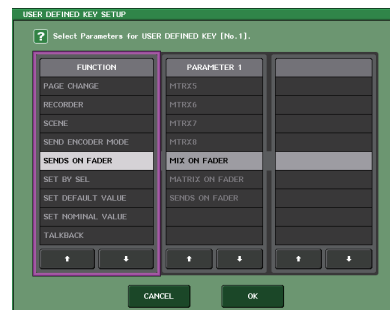 USER DEFINED KEY SETUP
? Select Parameters for USER DEFINED KEY [No.1].
FUNCTION
PAGE CHANGE
RECORDER
SCENE
SEND ENCODER MODE
SENDS ON FADER
SET BY SEL
SET DEFAULT VALUE
SET NOMINAL VALUE
TALKBACK
PARAMETER 1
MTRX5
MTRX6
MTRX7
MTRX8
MIX ON FADER
MATRIX ON FADER
SENDS ON FADER
CANCEL
OK